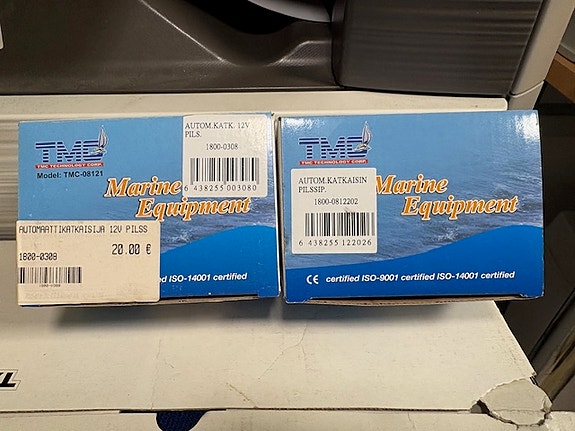 TMC
TMC TECHNOLOGY CORP.
Model: TMC-08121
Marine
Equipment
AUTOM.KATK. 12V
PILS.
1800-0308
6 438255 003080
AUTOMAATTIKATKAISIJA 12V PILSS
20.00 €
1800-0308
1800-0308
certified ISO-14001 certified
TMC
TMC TECHNOLOGY CORP.
Marine
Equipment
AUTOM.KATKAISIN
PILSSIP.
1800-0812202
6 438255 122026
CE certified ISO-9001 certified ISO-14001 certified